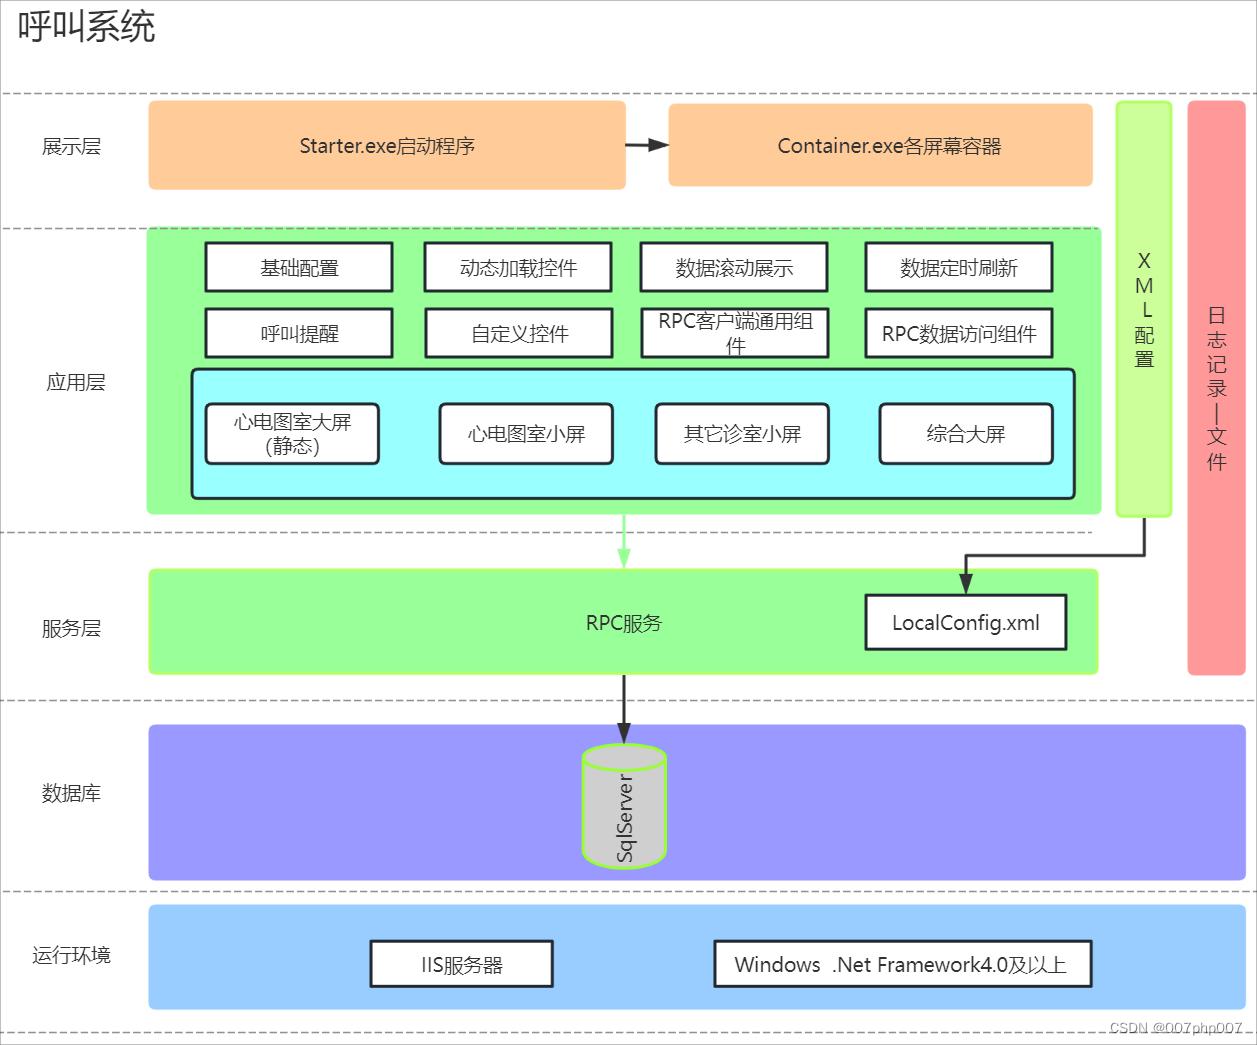 呼叫系统
展示层
Starter.exe启动程序
Container.exe各屏幕容器
应用层
基础配置
动态加载控件
数据滚动展示
数据定时刷新
呼叫提醒
自定义控件
RPC客户端通用组
件
RPC数据访问组件
心电图室大屏
（静态）
心电图室小屏
其它诊室小屏
综合大屏
XML配置
日志记录—文件
服务层
RPC服务
LocalConfig.xml
数据库
SqlServer
运行环境
IIS服务器
Windows .Net Framework4.0及以上
CSDN @007php007